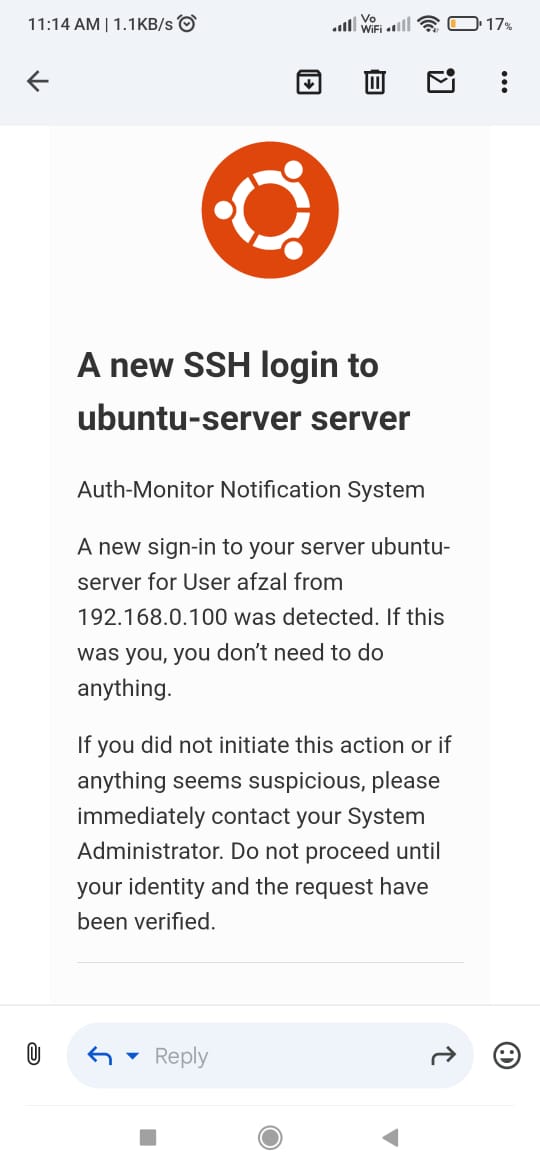 11:14 AM | 1.1KB/s
Vo WiFi 17%
A new SSH login to
ubuntu-server server
Auth-Monitor Notification System
A new sign-in to your server ubuntu-
server for User afzal from
192.168.0.100 was detected. If this
was you, you don’t need to do
anything.
If you did not initiate this action or if
anything seems suspicious, please
immediately contact your System
Administrator. Do not proceed until
your identity and the request have
been verified.
Reply